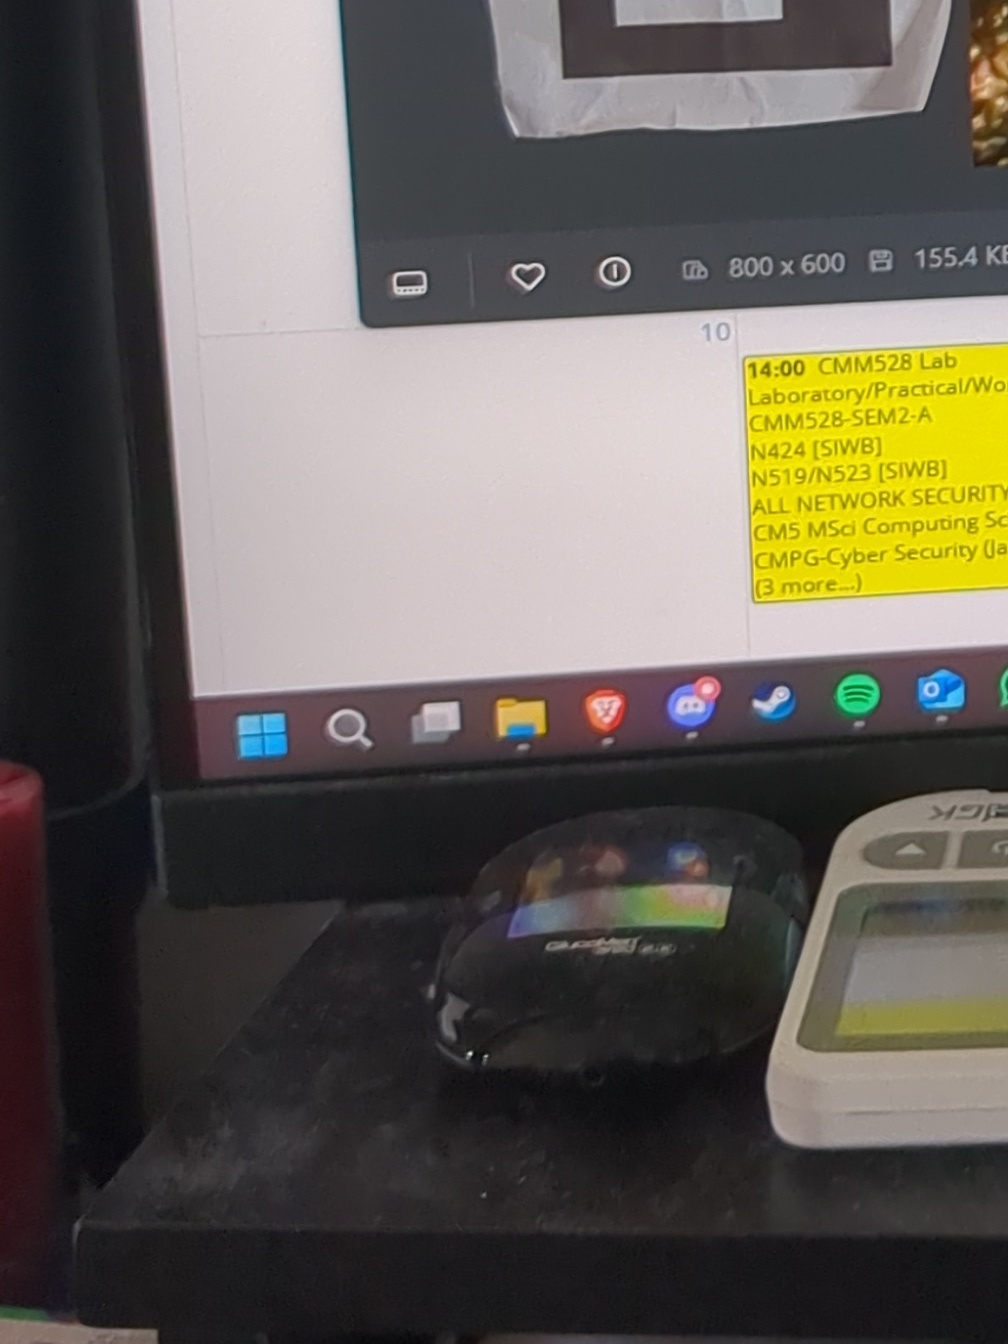 800 x 600
155.4 KB
10
14:00 CMM528 Lab
Laboratory/Practical/Wo
CMM528-SEM2-A
N424 [SIWB]
N519/N523 [SIWB]
ALL NETWORK SECURITY
CM5 MSci Computing Sc
CMPG-Cyber Security (Ja
(3 more...)